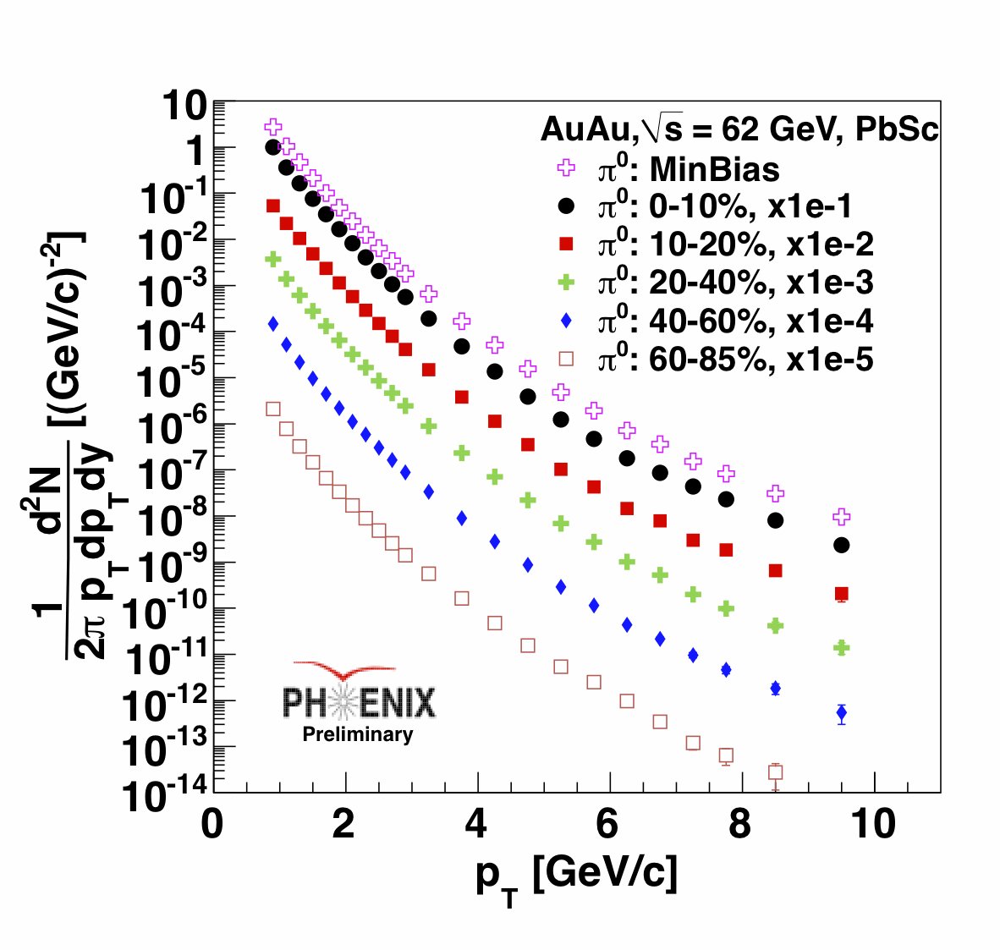 AuAu, √s = 62 GeV, PbSc
π⁰: MinBias
π⁰: 0-10%, x1e-1
π⁰: 10-20%, x1e-2
π⁰: 20-40%, x1e-3
π⁰: 40-60%, x1e-4
π⁰: 60-85%, x1e-5
10
1
10⁻¹
10⁻²
10⁻³
10⁻⁴
10⁻⁵
10⁻⁶
10⁻⁷
10⁻⁸
10⁻⁹
10⁻¹⁰
10⁻¹¹
10⁻¹²
10⁻¹³
10⁻¹⁴
1/(2π p_T) d²N/(dp_T dy) [(GeV/c)⁻²]
PHENIX
Preliminary
0 2 4 6 8 10
p_T [GeV/c]